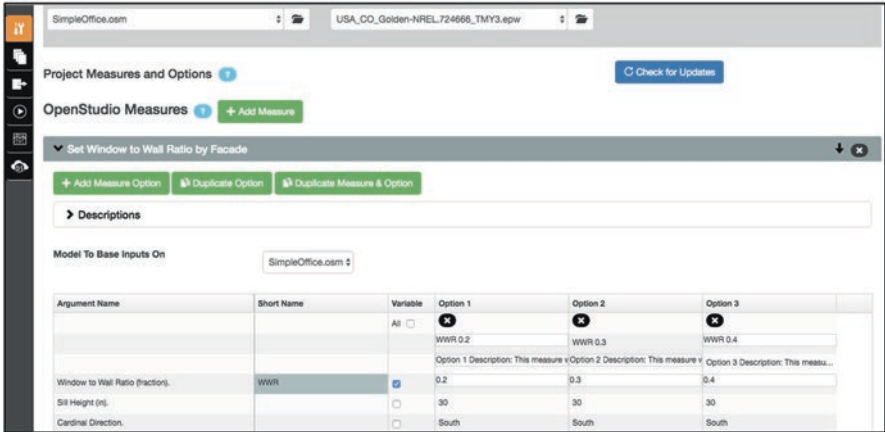 SimpleOffice.osm USA_CO_Golden-NREL.724666_TMY3.epw
Project Measures and Options ? Check for Updates
OpenStudio Measures ? + Add Measure
Set Window to Wall Ratio by Facade
+ Add Measure Option Duplicate Option Duplicate Measure & Option
Descriptions
Model To Base Inputs On SimpleOffice.osm
Argument Name Short Name Variable Option 1 Option 2 Option 3
All
WWR 0.2 WWR 0.3 WWR 0.4
Option 1 Description: This measure v Option 2 Description: This measure v Option 3 Description: This measu...
Window to Wall Ratio (fraction). WWR 0.2 0.3 0.4
Sill Height (in). 30 30 30
Cardinal Direction. South South South